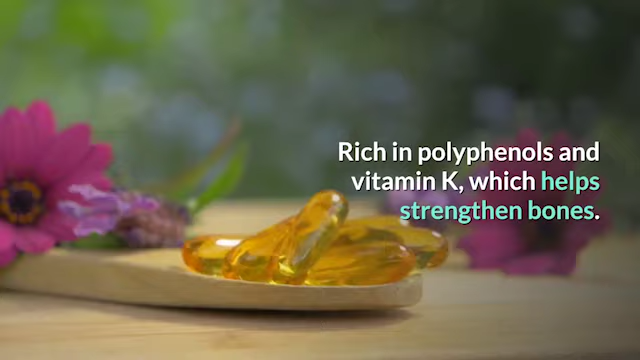 Rich in polyphenols and
vitamin K, which helps
strengthen bones.